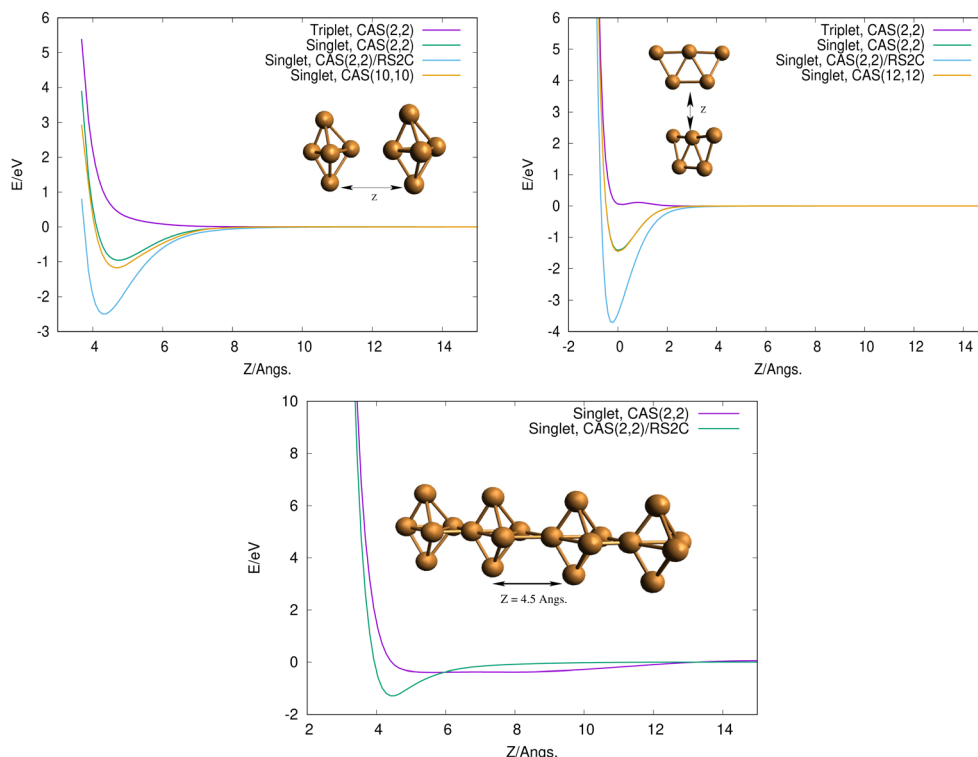 Triplet, CAS(2,2)
Singlet, CAS(2,2)
Singlet, CAS(2,2)/RS2C
Singlet, CAS(10,10)
6
5
4
3
2
1
0
-1
-2
-3
E/eV
Z
4 6 8 10 12 14
Z/Angs.
Triplet, CAS(2,2)
Singlet, CAS(2,2)
Singlet, CAS(2,2)/RS2C
Singlet, CAS(12,12)
6
5
4
3
2
1
0
-1
-2
-3
-4
E/eV
Z
-2 0 2 4 6 8 10 12 14
Z/Angs.
Singlet, CAS(2,2)
Singlet, CAS(2,2)/RS2C
10
8
6
4
2
0
-2
E/eV
Z = 4.5 Angs.
2 4 6 8 10 12 14
Z/Angs.